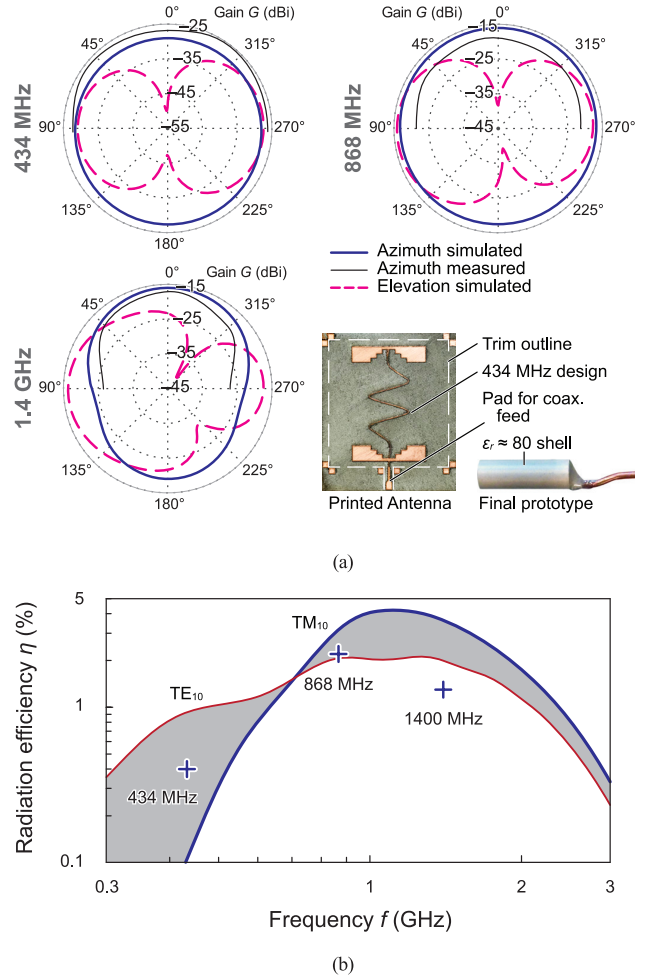 0° Gain G (dBi)
−25
45° 315°
−35
−45
434 MHz
90° −55 270°
135° 225°
180°
Gain G (dBi) 0°
−15
45° 315°
−25
−35
868 MHz
90° −45 270°
135° 225°
180°
Azimuth simulated
Azimuth measured
Elevation simulated
0° Gain G (dBi)
−15
45° 315°
−25
−35
1.4 GHz
90° −45 270°
135° 225°
180°
Trim outline
434 MHz design
Pad for coax.
feed
εr ≈ 80 shell
Printed Antenna
Final prototype
(a)
Radiation efficiency η (%)
5
1
0.1
TM10
TE10
868 MHz
1400 MHz
434 MHz
0.3 1 2 3
Frequency f (GHz)
(b)